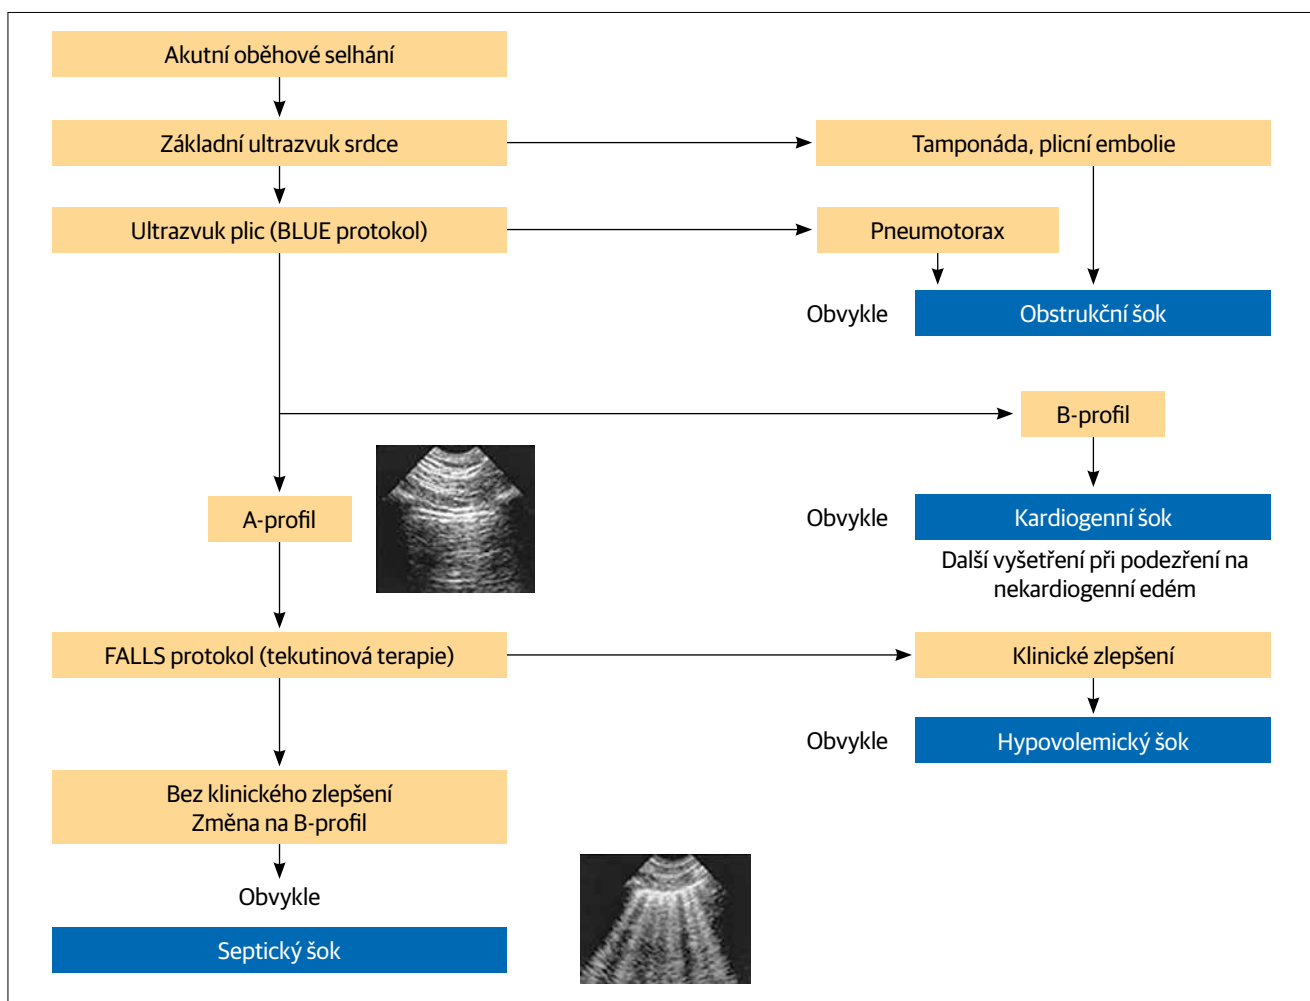 Akutní oběhové selhání
Základní ultrazvuk srdce
Tamponáda, plicní embolie
Ultrazvuk plic (BLUE protokol)
Pneumotorax
Obvykle
Obstrukční šok
B-profil
A-profil
Obvykle
Kardiogenní šok
Další vyšetření při podezření na
nekardiogenní edém
FALLS protokol (tekutinová terapie)
Klinické zlepšení
Obvykle
Hypovolemický šok
Bez klinického zlepšení
Změna na B-profil
Obvykle
Septický šok